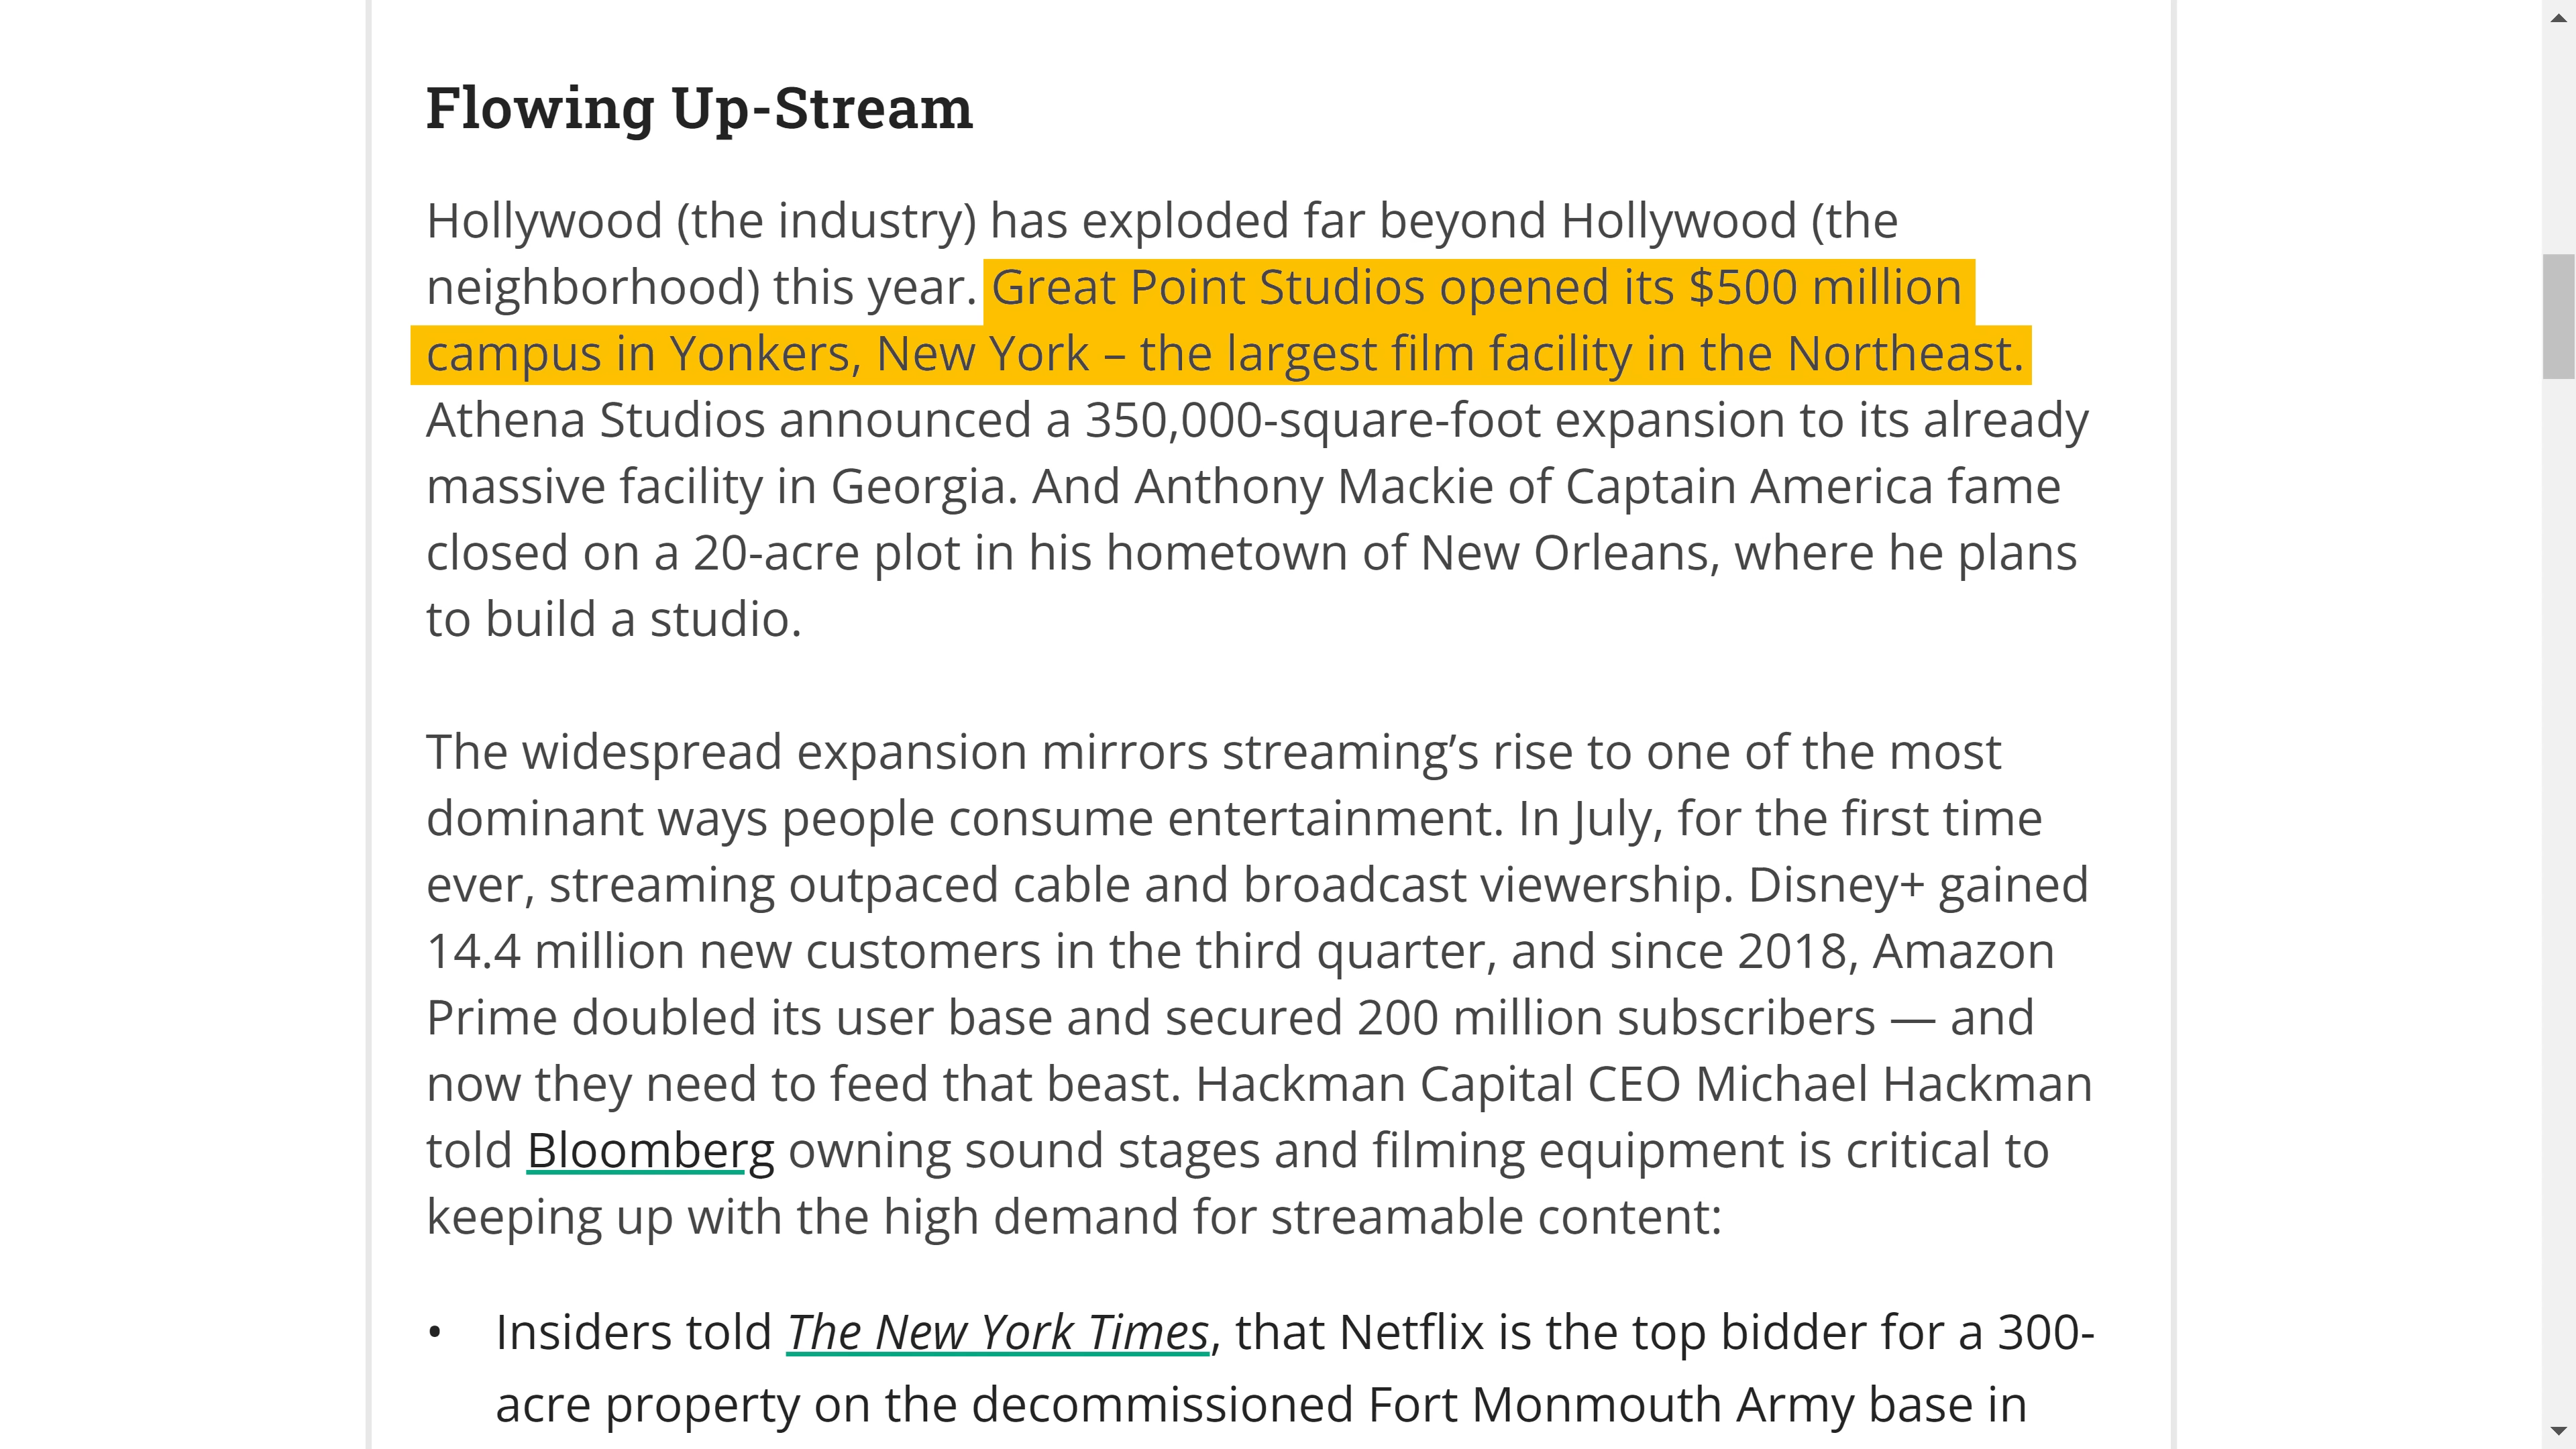 Flowing Up-Stream
Hollywood (the industry) has exploded far beyond Hollywood (the
neighborhood) this year. Great Point Studios opened its $500 million
campus in Yonkers, New York – the largest film facility in the Northeast.
Athena Studios announced a 350,000-square-foot expansion to its already
massive facility in Georgia. And Anthony Mackie of Captain America fame
closed on a 20-acre plot in his hometown of New Orleans, where he plans
to build a studio.
The widespread expansion mirrors streaming’s rise to one of the most
dominant ways people consume entertainment. In July, for the first time
ever, streaming outpaced cable and broadcast viewership. Disney+ gained
14.4 million new customers in the third quarter, and since 2018, Amazon
Prime doubled its user base and secured 200 million subscribers — and
now they need to feed that beast. Hackman Capital CEO Michael Hackman
told Bloomberg owning sound stages and filming equipment is critical to
keeping up with the high demand for streamable content:
• Insiders told The New York Times, that Netflix is the top bidder for a 300-
acre property on the decommissioned Fort Monmouth Army base in